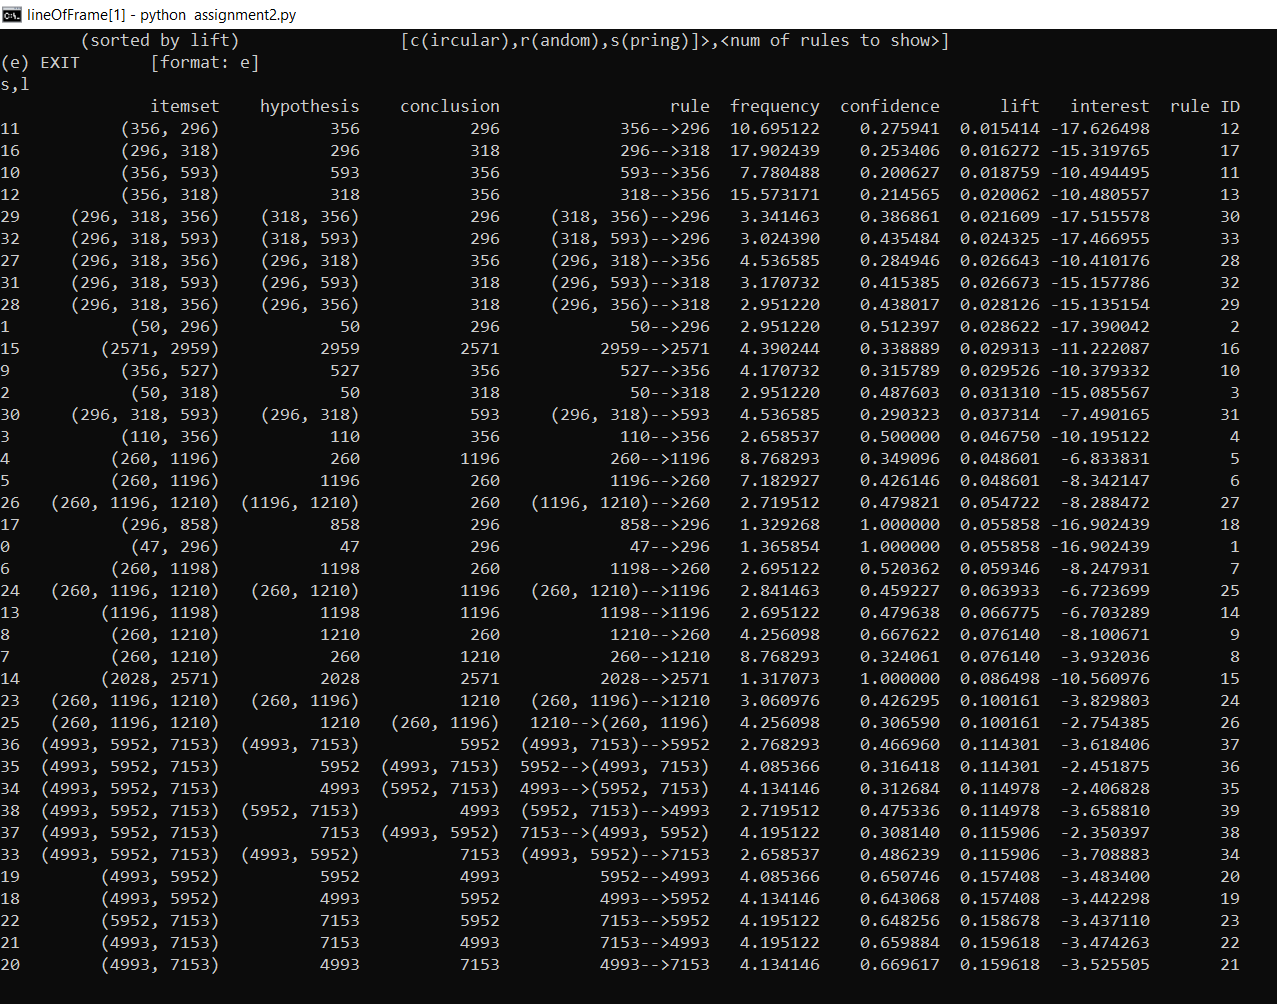 lineOfFrame[1] - python  assignment2.py
(sorted by lift) [c(ircular),r(andom),s(pring)]>,<num of rules to show>]
(e) EXIT [format: e]
s,l
itemset hypothesis conclusion rule frequency confidence lift interest rule ID
11 (356, 296) 356 296 356-->296 10.695122 0.275941 0.015414 -17.626498 12
16 (296, 318) 296 318 296-->318 17.902439 0.253406 0.016272 -15.319765 17
10 (356, 593) 593 356 593-->356 7.780488 0.200627 0.018759 -10.494495 11
12 (356, 318) 318 356 318-->356 15.573171 0.214565 0.020062 -10.480557 13
29 (296, 318, 356) (318, 356) 296 (318, 356)-->296 3.341463 0.386861 0.021609 -17.515578 30
32 (296, 318, 593) (318, 593) 296 (318, 593)-->296 3.024390 0.435484 0.024325 -17.466955 33
27 (296, 318, 356) (296, 318) 356 (296, 318)-->356 4.536585 0.284946 0.026643 -10.410176 28
31 (296, 318, 593) (296, 593) 318 (296, 593)-->318 3.170732 0.415385 0.026673 -15.157786 32
28 (296, 318, 356) (296, 356) 318 (296, 356)-->318 2.951220 0.438017 0.028126 -15.135154 29
1 (50, 296) 50 296 50-->296 2.951220 0.512397 0.028622 -17.390042 2
15 (2571, 2959) 2959 2571 2959-->2571 4.390244 0.338889 0.029313 -11.222087 16
9 (356, 527) 527 356 527-->356 4.170732 0.315789 0.029526 -10.379332 10
2 (50, 318) 50 318 50-->318 2.951220 0.487603 0.031310 -15.085567 3
30 (296, 318, 593) (296, 318) 593 (296, 318)-->593 4.536585 0.290323 0.037314 -7.490165 31
3 (110, 356) 110 356 110-->356 2.658537 0.500000 0.046750 -10.195122 4
4 (260, 1196) 260 1196 260-->1196 8.768293 0.349096 0.048601 -6.833831 5
5 (260, 1196) 1196 260 1196-->260 7.182927 0.426146 0.048601 -8.342147 6
26 (260, 1196, 1210) (1196, 1210) 260 (1196, 1210)-->260 2.719512 0.479821 0.054722 -8.288472 27
17 (296, 858) 858 296 858-->296 1.329268 1.000000 0.055858 -16.902439 18
0 (47, 296) 47 296 47-->296 1.365854 1.000000 0.055858 -16.902439 1
6 (260, 1198) 1198 260 1198-->260 2.695122 0.520362 0.059346 -8.247931 7
24 (260, 1196, 1210) (260, 1210) 1196 (260, 1210)-->1196 2.841463 0.459227 0.063933 -6.723699 25
13 (1196, 1198) 1198 1196 1198-->1196 2.695122 0.479638 0.066775 -6.703289 14
8 (260, 1210) 1210 260 1210-->260 4.256098 0.667622 0.076140 -8.100671 9
7 (260, 1210) 260 1210 260-->1210 8.768293 0.324061 0.076140 -3.932036 8
14 (2028, 2571) 2028 2571 2028-->2571 1.317073 1.000000 0.086498 -10.560976 15
23 (260, 1196, 1210) (260, 1196) 1210 (260, 1196)-->1210 3.060976 0.426295 0.100161 -3.829803 24
25 (260, 1196, 1210) 1210 (260, 1196) 1210-->(260, 1196) 4.256098 0.306590 0.100161 -2.754385 26
36 (4993, 5952, 7153) (4993, 7153) 5952 (4993, 7153)-->5952 2.768293 0.466960 0.114301 -3.618406 37
35 (4993, 5952, 7153) 5952 (4993, 7153) 5952-->(4993, 7153) 4.085366 0.316418 0.114301 -2.451875 36
34 (4993, 5952, 7153) 4993 (5952, 7153) 4993-->(5952, 7153) 4.134146 0.312684 0.114978 -2.406828 35
38 (4993, 5952, 7153) (5952, 7153) 4993 (5952, 7153)-->4993 2.719512 0.475336 0.114978 -3.658810 39
37 (4993, 5952, 7153) 7153 (4993, 5952) 7153-->(4993, 5952) 4.195122 0.308140 0.115906 -2.350397 38
33 (4993, 5952, 7153) (4993, 5952) 7153 (4993, 5952)-->7153 2.658537 0.486239 0.115906 -3.708883 34
19 (4993, 5952) 5952 4993 5952-->4993 4.085366 0.650746 0.157408 -3.483400 20
18 (4993, 5952) 4993 5952 4993-->5952 4.134146 0.643068 0.157408 -3.442298 19
22 (5952, 7153) 7153 5952 7153-->5952 4.195122 0.648256 0.158678 -3.437110 23
21 (4993, 7153) 7153 4993 7153-->4993 4.195122 0.659884 0.159618 -3.474263 22
20 (4993, 7153) 4993 7153 4993-->7153 4.134146 0.669617 0.159618 -3.525505 21